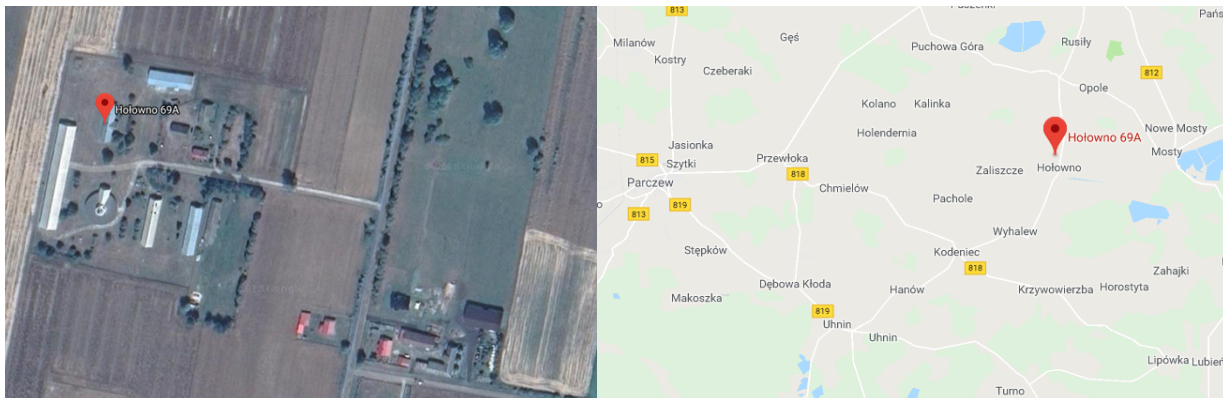 Hołowno 69A
813
Puchowa Góra
Rusiły
Milanów
Gęś
Kostry
Czeberaki
812
Opole
Kolano
Kalinka
Hołowno 69A
Nowe Mosty
Holendernia
Mosty
Jasionka
815
Szytki
Przewłoka
818
Zaliszcze
Hołowno
Parczew
Chmielów
Pachole
819
813
Wyhalew
Stępków
Kodeniec
818
Zahajki
Dębowa Kłoda
Hanów
Krzywowierzba
Horostyta
Makoszka
819
Uhnin
Uhnin
Lipówka
Lubień
Turno